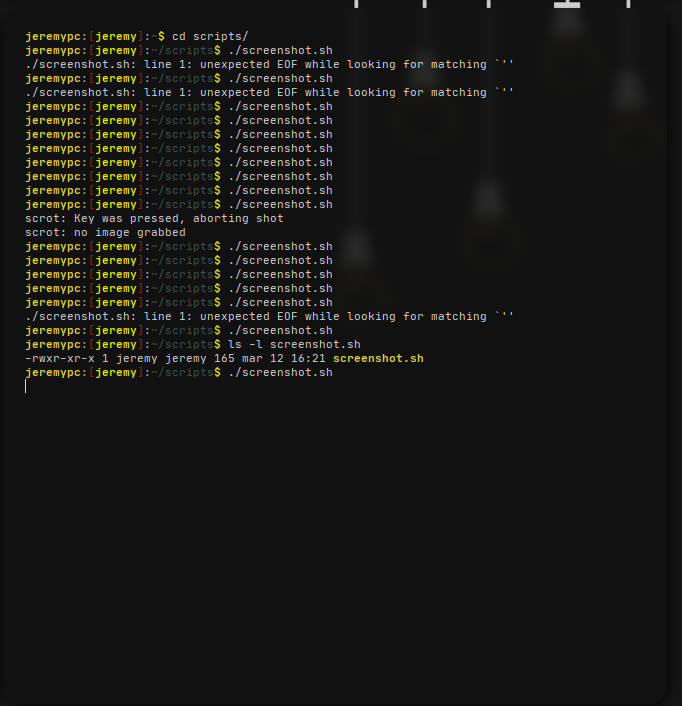 jeremypc:[jeremy]:~$ cd scripts/
jeremypc:[jeremy]:~/scripts$ ./screenshot.sh
./screenshot.sh: line 1: unexpected EOF while looking for matching `''
jeremypc:[jeremy]:~/scripts$ ./screenshot.sh
./screenshot.sh: line 1: unexpected EOF while looking for matching `''
jeremypc:[jeremy]:~/scripts$ ./screenshot.sh
jeremypc:[jeremy]:~/scripts$ ./screenshot.sh
jeremypc:[jeremy]:~/scripts$ ./screenshot.sh
jeremypc:[jeremy]:~/scripts$ ./screenshot.sh
jeremypc:[jeremy]:~/scripts$ ./screenshot.sh
jeremypc:[jeremy]:~/scripts$ ./screenshot.sh
jeremypc:[jeremy]:~/scripts$ ./screenshot.sh
jeremypc:[jeremy]:~/scripts$ ./screenshot.sh
scrot: Key was pressed, aborting shot
scrot: no image grabbed
jeremypc:[jeremy]:~/scripts$ ./screenshot.sh
jeremypc:[jeremy]:~/scripts$ ./screenshot.sh
jeremypc:[jeremy]:~/scripts$ ./screenshot.sh
jeremypc:[jeremy]:~/scripts$ ./screenshot.sh
jeremypc:[jeremy]:~/scripts$ ./screenshot.sh
./screenshot.sh: line 1: unexpected EOF while looking for matching `''
jeremypc:[jeremy]:~/scripts$ ./screenshot.sh
jeremypc:[jeremy]:~/scripts$ ls -l screenshot.sh
-rwxr-xr-x 1 jeremy jeremy 165 mar 12 16:21 screenshot.sh
jeremypc:[jeremy]:~/scripts$ ./screenshot.sh